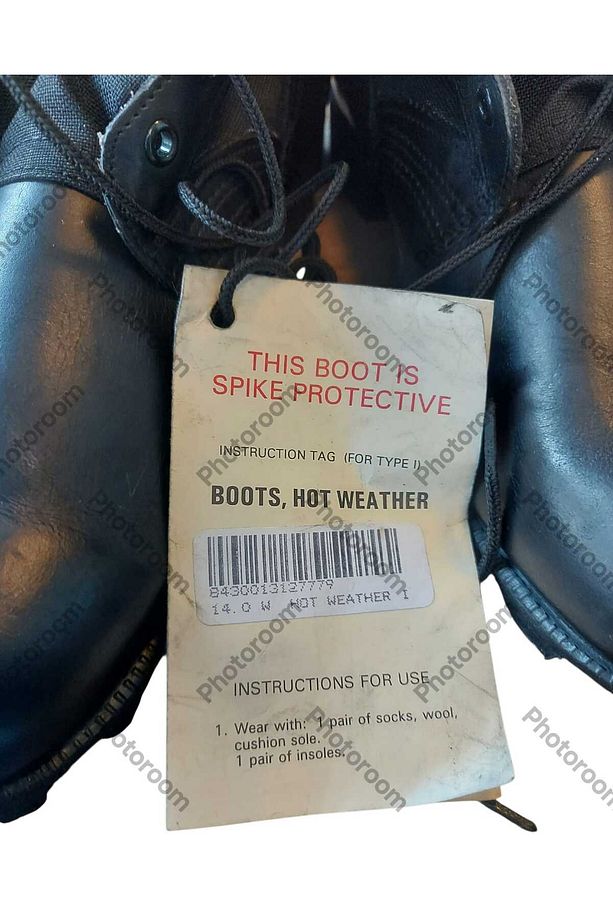 THIS BOOT IS
SPIKE PROTECTIVE
INSTRUCTION TAG (FOR TYPE I)
BOOTS, HOT WEATHER
8430013127779
14.0 W HOT WEATHER I
INSTRUCTIONS FOR USE
1. Wear with: 1 pair of socks, wool,
cushion sole.
1 pair of insoles.
Photoroom